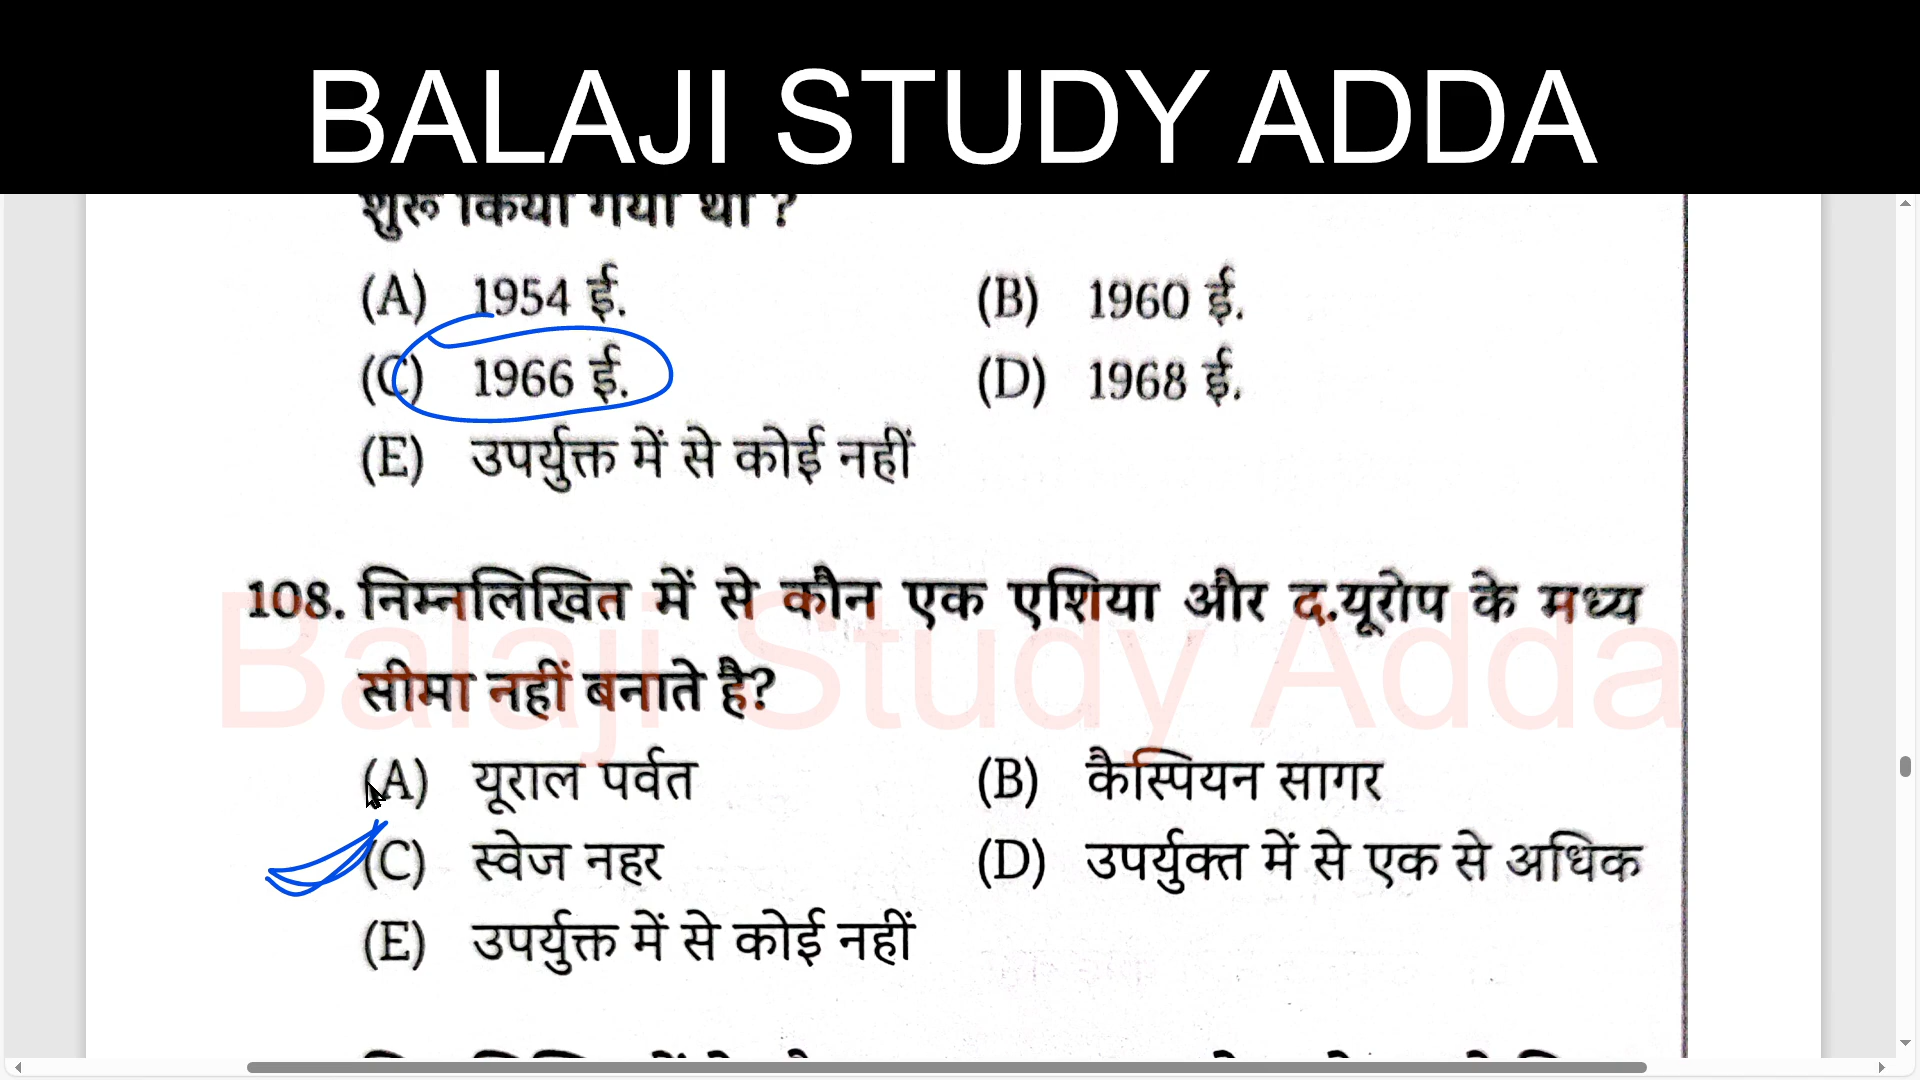 BALAJI STUDY ADDA
शुरू किया गया था ?
(A) 1954 ई. (B) 1960 ई.
(C) 1966 ई. (D) 1968 ई.
(E) उपर्युक्त में से कोई नहीं
108. निम्नलिखित में से कौन एक एशिया और द.यूरोप के मध्य
सीमा नहीं बनाते है?
Balaji Study Adda
(A) यूराल पर्वत (B) कैस्पियन सागर
(C) स्वेज नहर (D) उपर्युक्त में से एक से अधिक
(E) उपर्युक्त में से कोई नहीं